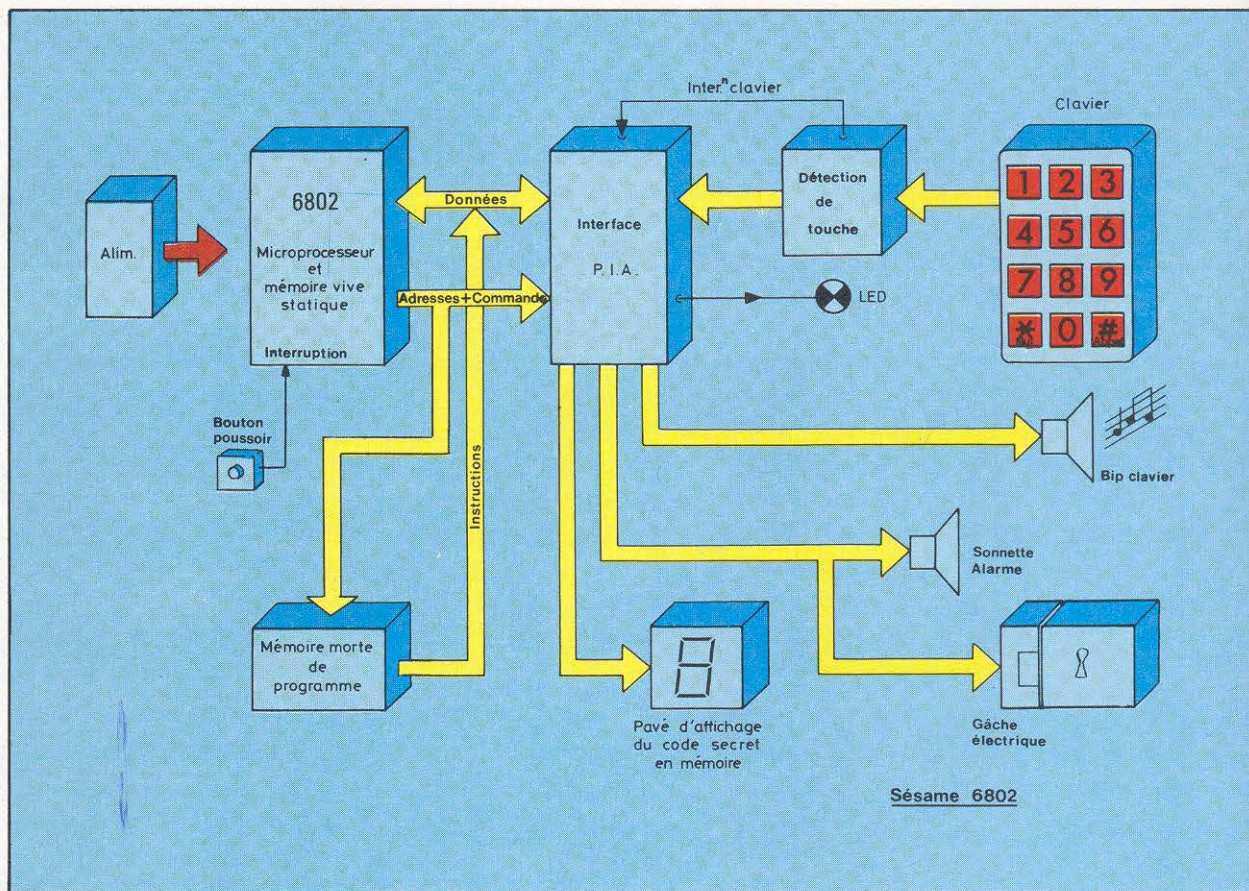 Inter.ⁿ clavier
Clavier
Alim.
6802
Microprocesseur
et
mémoire vive
statique
Interruption
Données
Adresses+Commande
Instructions
Interface
P.I.A.
Détection
de
touche
LED
1 2 3
4 5 6
7 8 9
* 0 #
Bouton
poussoir
Bip clavier
Sonnette
Alarme
Mémoire morte
de
programme
8
Pavé d'affichage
du code secret
en mémoire
Gâche
électrique
Sésame 6802